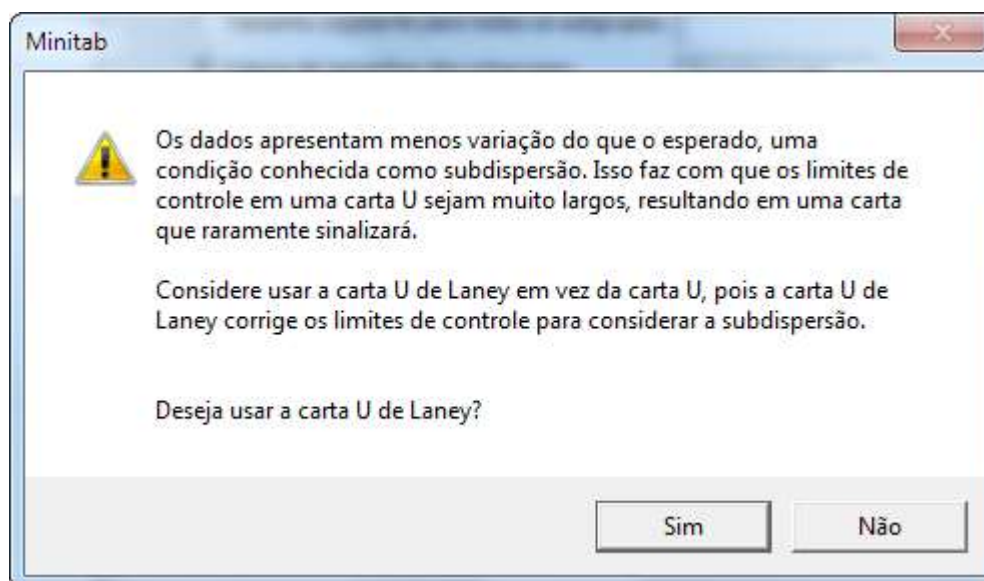 Minitab
Os dados apresentam menos variação do que o esperado, uma
condição conhecida como subdispersão. Isso faz com que os limites de
controle em uma carta U sejam muito largos, resultando em uma carta
que raramente sinalizará.
Considere usar a carta U de Laney em vez da carta U, pois a carta U de
Laney corrige os limites de controle para considerar a subdispersão.
Deseja usar a carta U de Laney?
Sim
Não